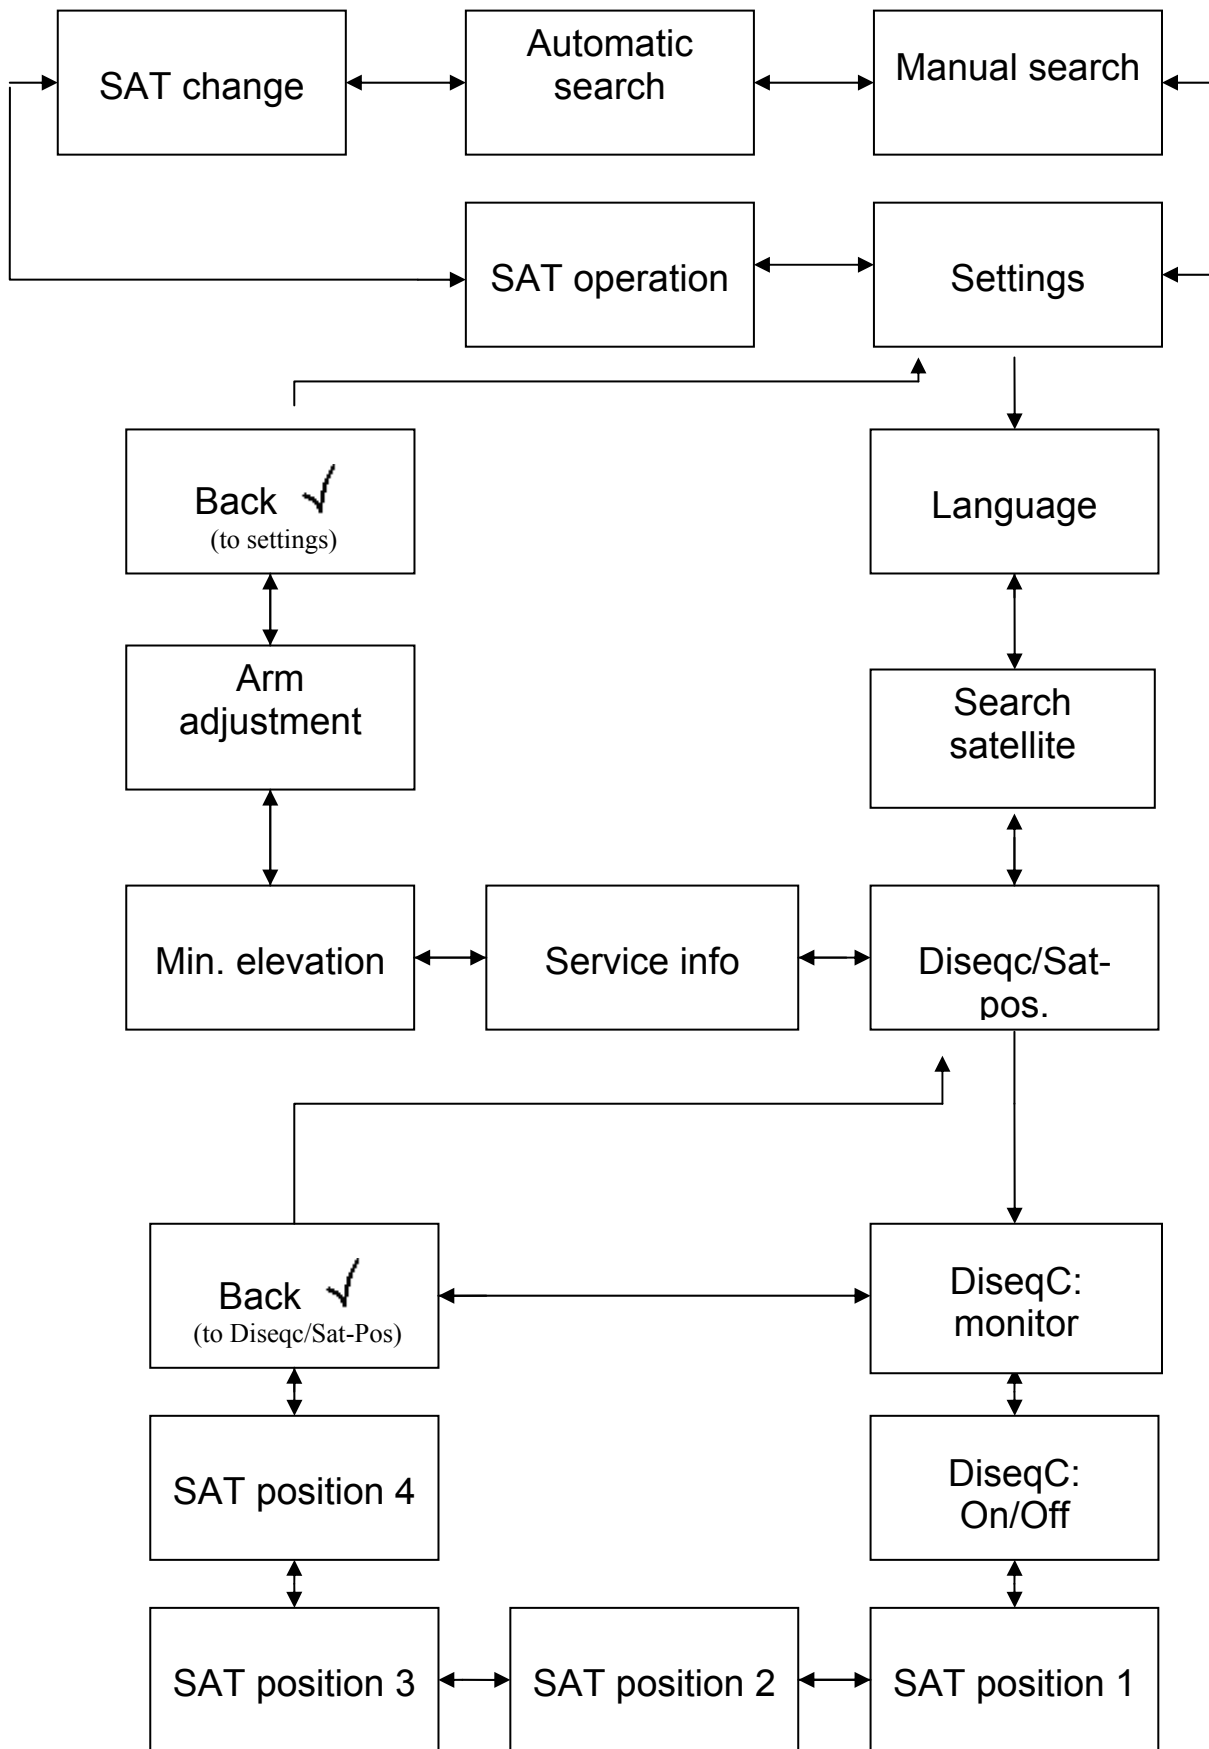 SAT change
Automatic
search
Manual search
SAT operation
Settings
Back
(to settings)
Language
Arm
adjustment
Search
satellite
Min. elevation
Service info
Diseqc/Sat-
pos.
Back
(to Diseqc/Sat-Pos)
DiseqC:
monitor
SAT position 4
DiseqC:
On/Off
SAT position 3
SAT position 2
SAT position 1